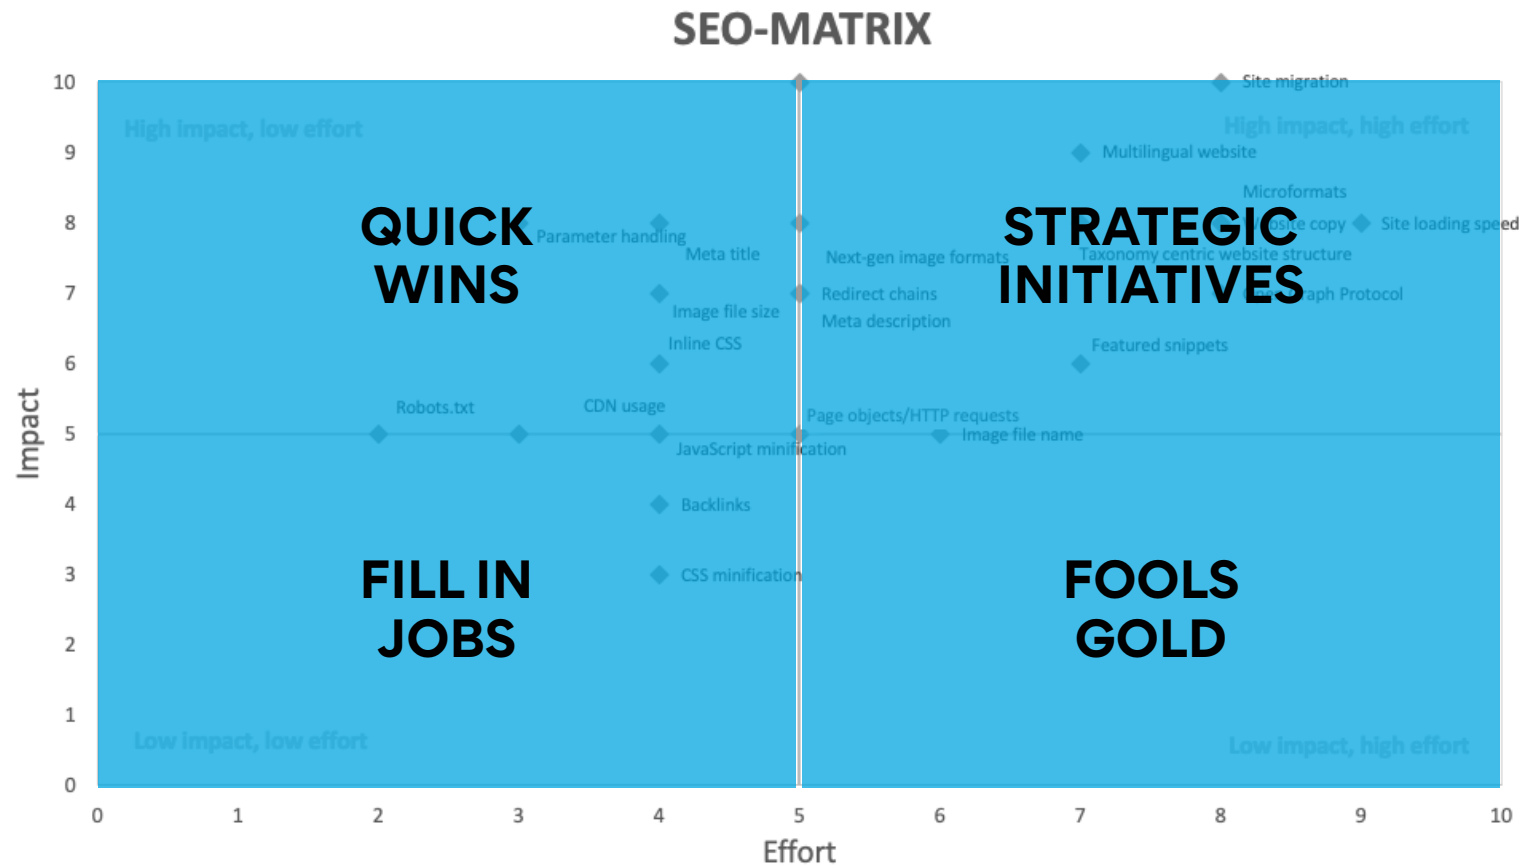 SEO-MATRIX
10
9
8
7
6
5
4
3
2
1
0
Impact
High impact, low effort
High impact, high effort
Site migration
Multilingual website
Microformats
QUICK
WINS
STRATEGIC
INITIATIVES
Parameter handling
Website copy
Site loading speed
Meta title
Next-gen image formats
Taxonomy centric website structure
Redirect chains
Open Graph Protocol
Image file size
Meta description
Inline CSS
Featured snippets
Robots.txt
CDN usage
Page objects/HTTP requests
Image file name
JavaScript minification
Backlinks
CSS minification
FILL IN
JOBS
FOOLS
GOLD
Low impact, low effort
Low impact, high effort
0 1 2 3 4 5 6 7 8 9 10
Effort